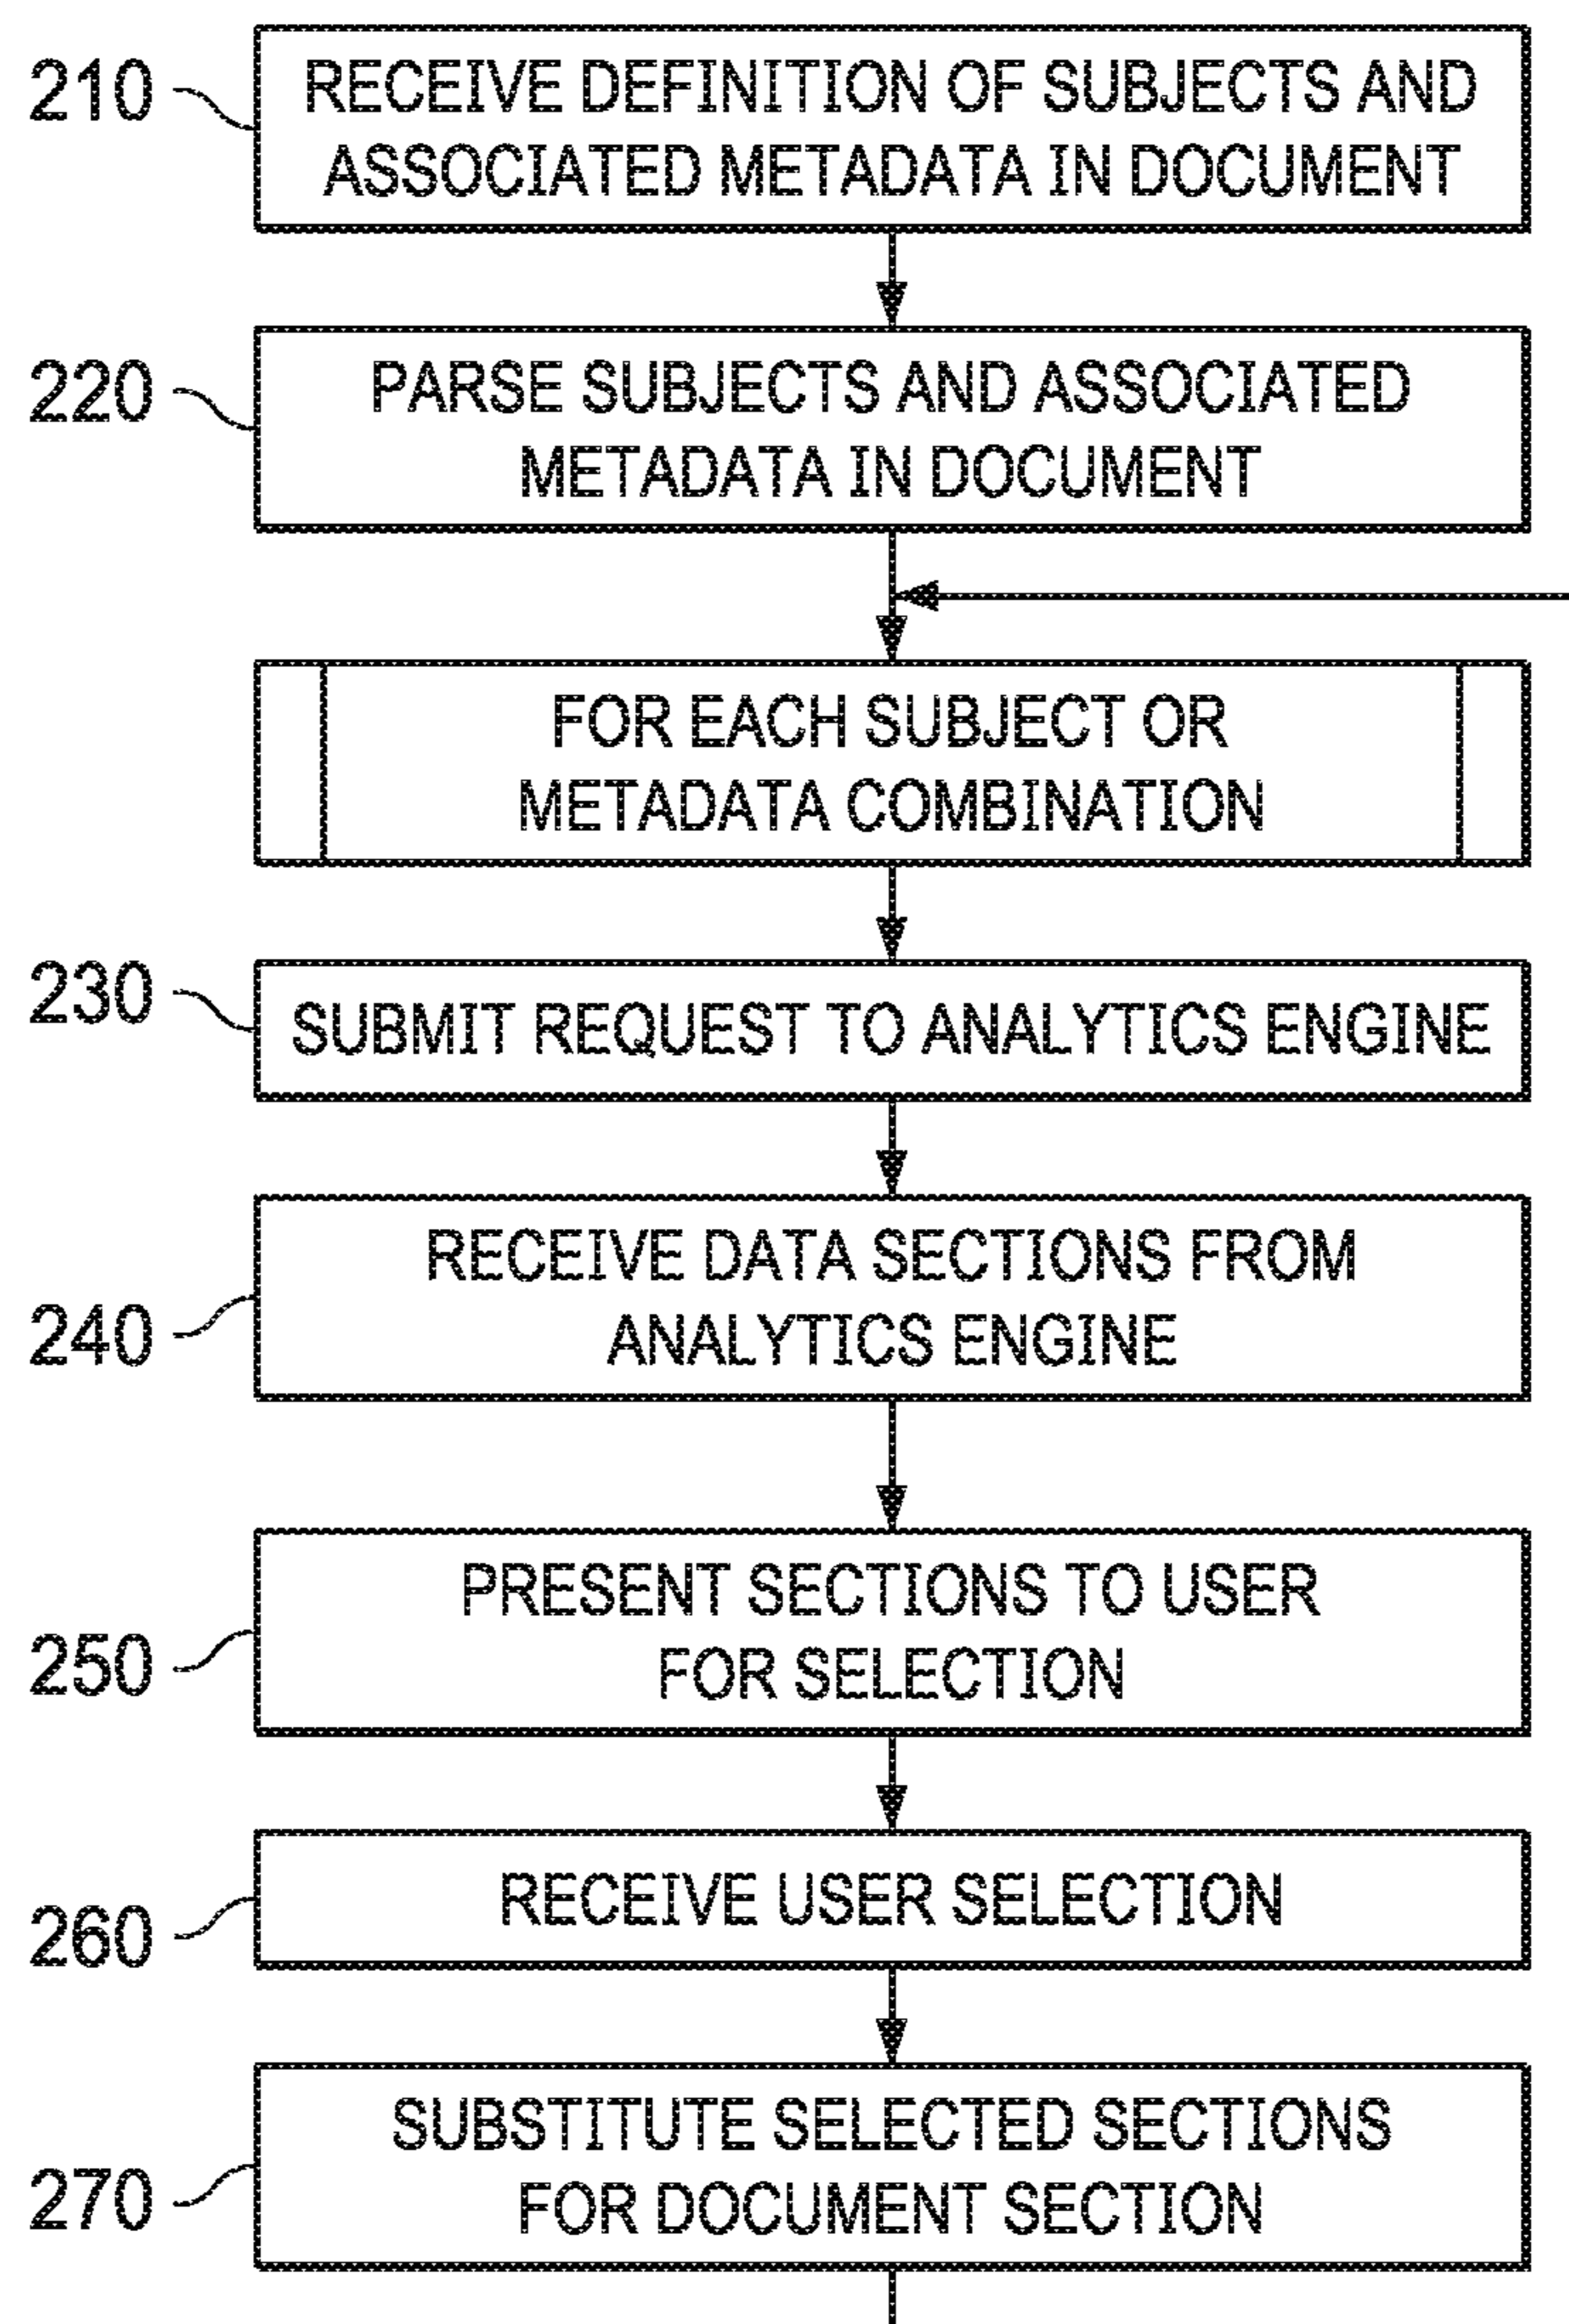 210
RECEIVE DEFINITION OF SUBJECTS AND
ASSOCIATED METADATA IN DOCUMENT
220
PARSE SUBJECTS AND ASSOCIATED
METADATA IN DOCUMENT
FOR EACH SUBJECT OR
METADATA COMBINATION
230
SUBMIT REQUEST TO ANALYTICS ENGINE
240
RECEIVE DATA SECTIONS FROM
ANALYTICS ENGINE
250
PRESENT SECTIONS TO USER
FOR SELECTION
260
RECEIVE USER SELECTION
270
SUBSTITUTE SELECTED SECTIONS
FOR DOCUMENT SECTION